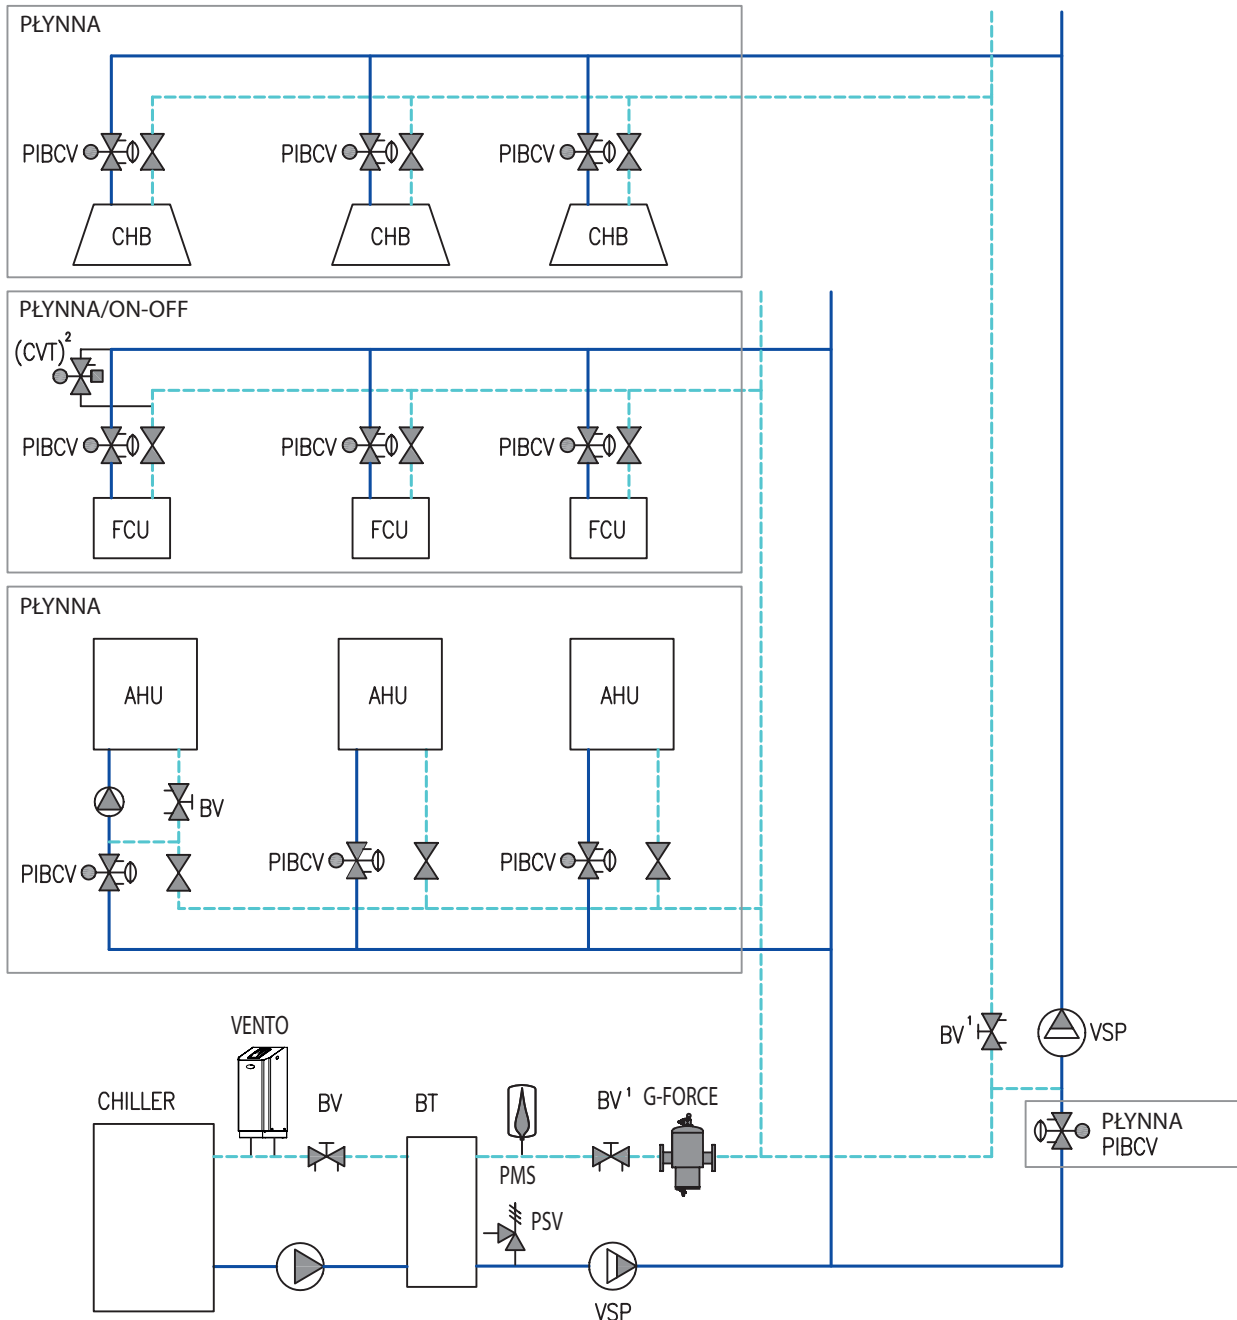 PŁYNNA
PIBCV PIBCV PIBCV
CHB CHB CHB
PŁYNNA/ON-OFF
(CVT)²
PIBCV PIBCV PIBCV
FCU FCU FCU
PŁYNNA
AHU AHU AHU
BV
PIBCV PIBCV PIBCV
VENTO
BV¹ VSP
CHILLER BV BT BV¹ G-FORCE
PŁYNNA
PIBCV
PMS
PSV
VSP